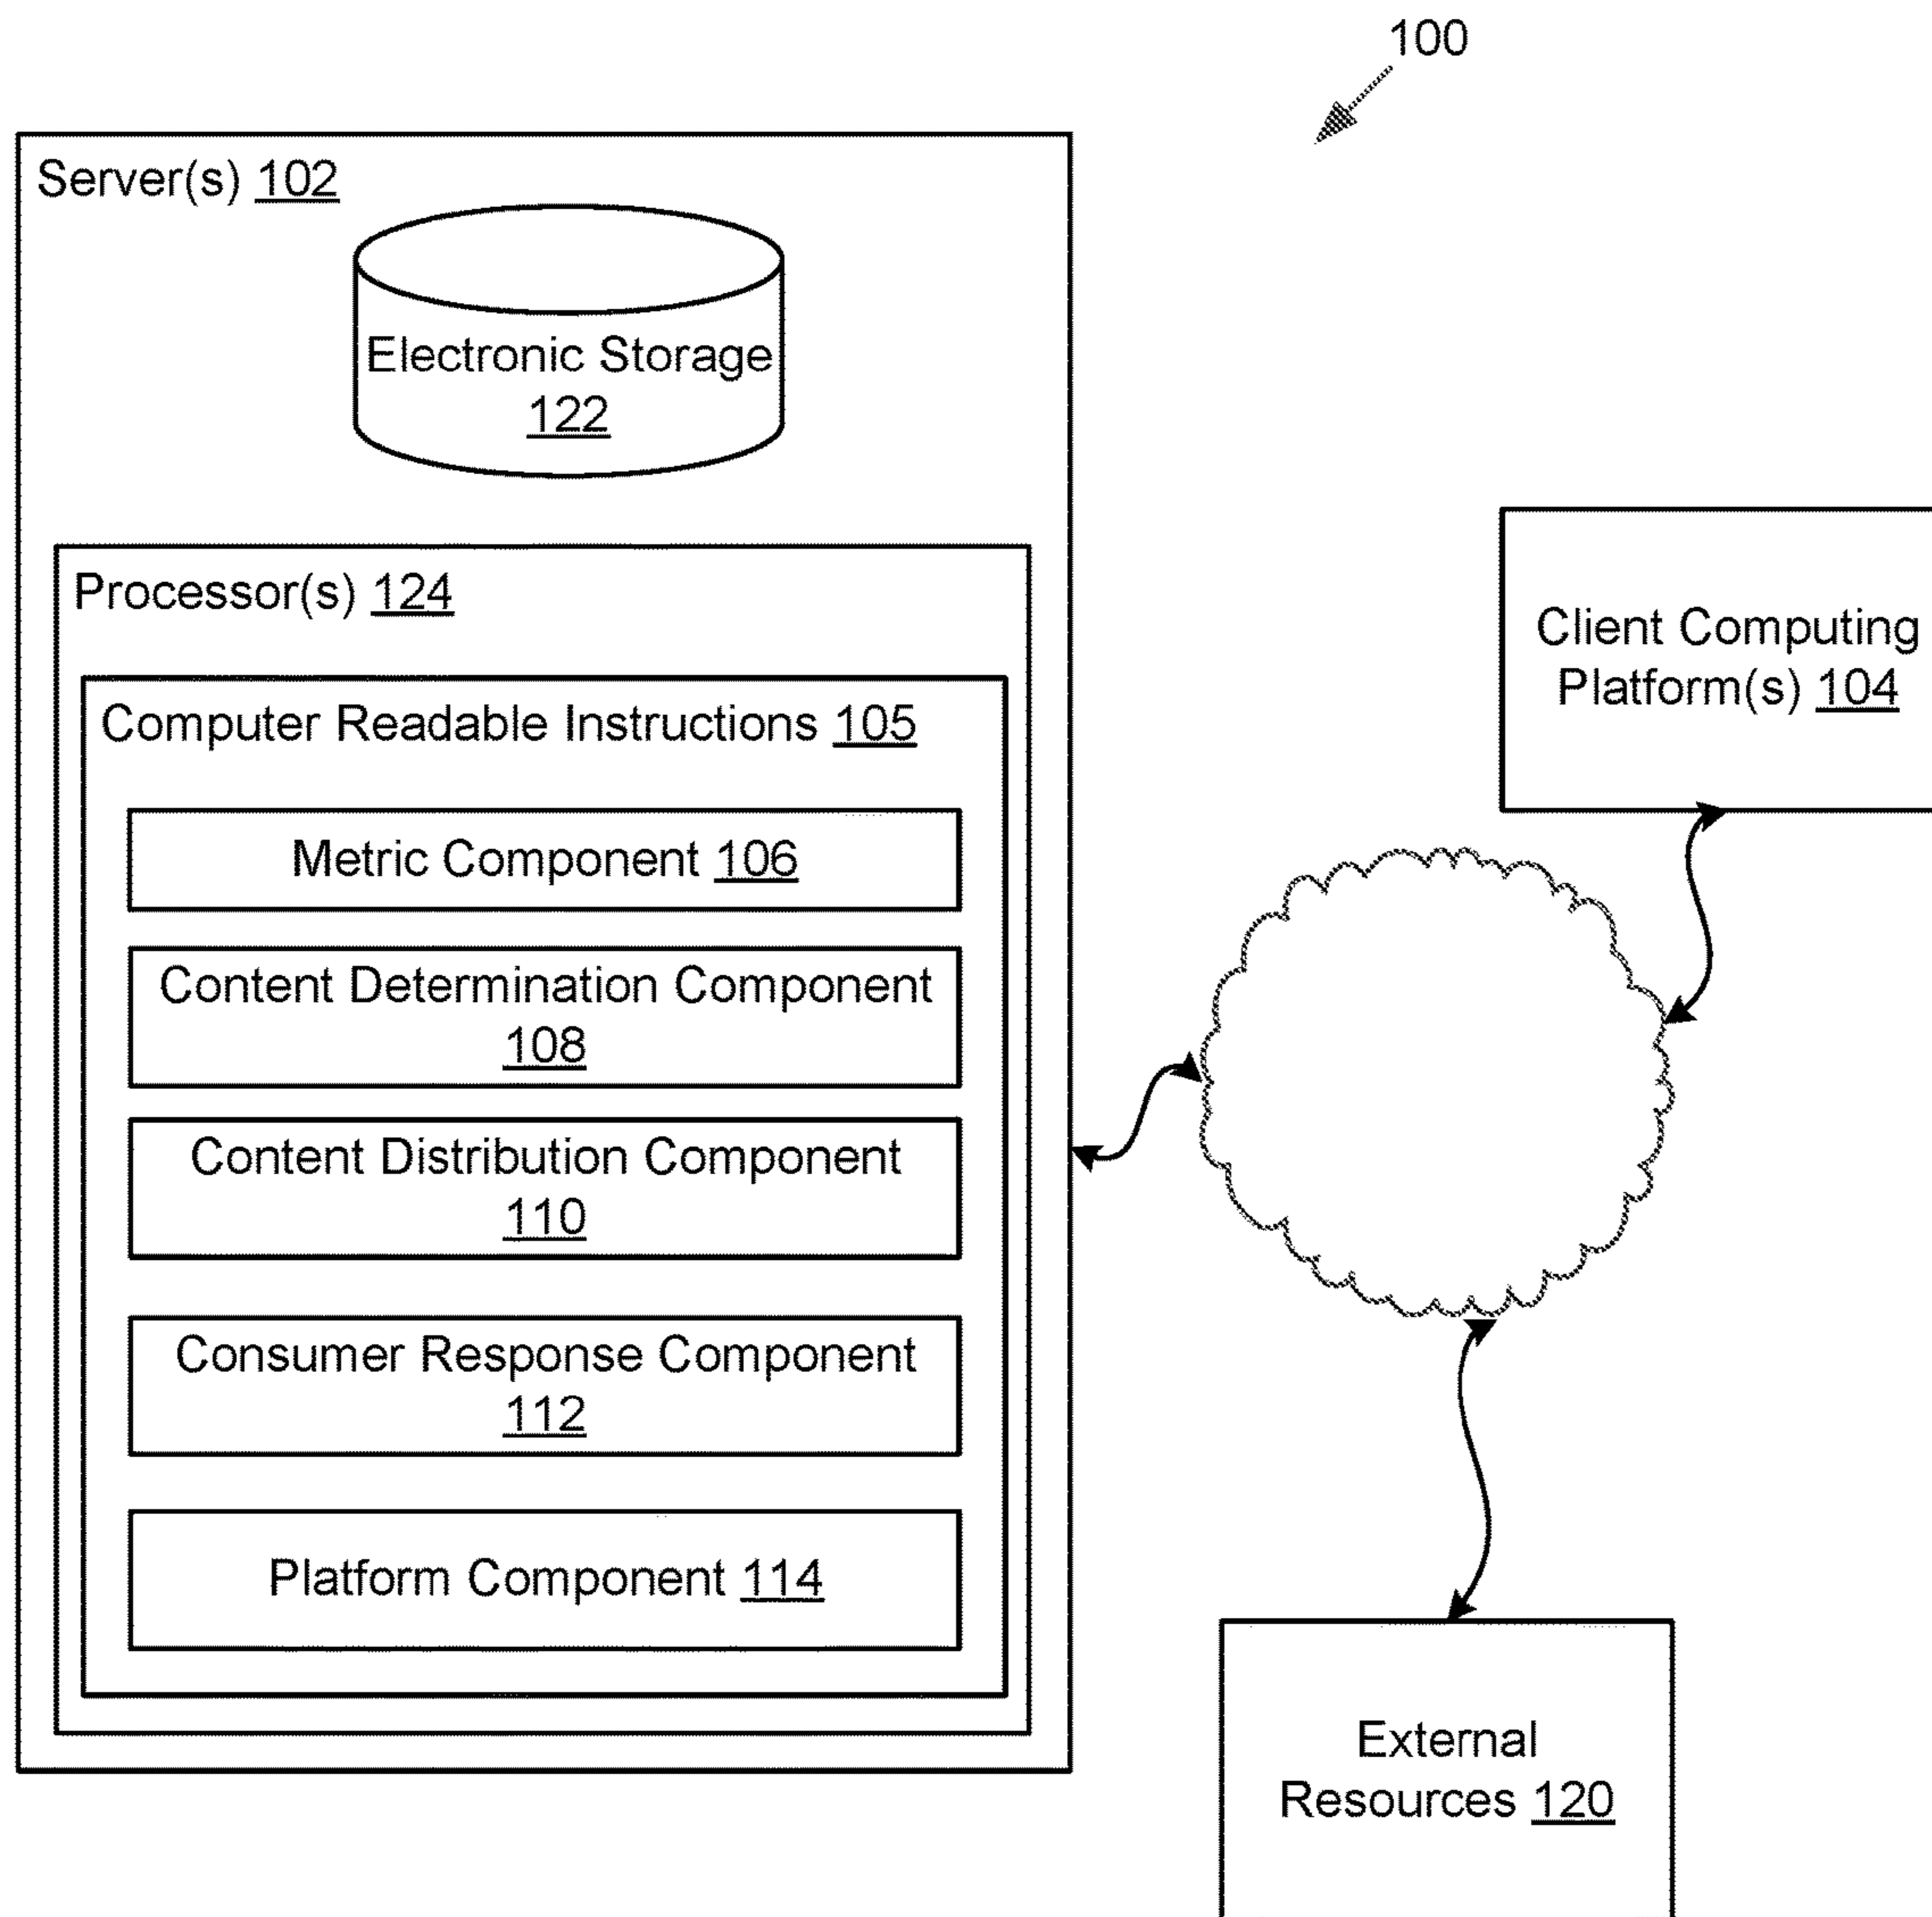 100
Server(s) 102
Electronic Storage
122
Processor(s) 124
Computer Readable Instructions 105
Metric Component 106
Content Determination Component
108
Content Distribution Component
110
Consumer Response Component
112
Platform Component 114
Client Computing
Platform(s) 104
External
Resources 120